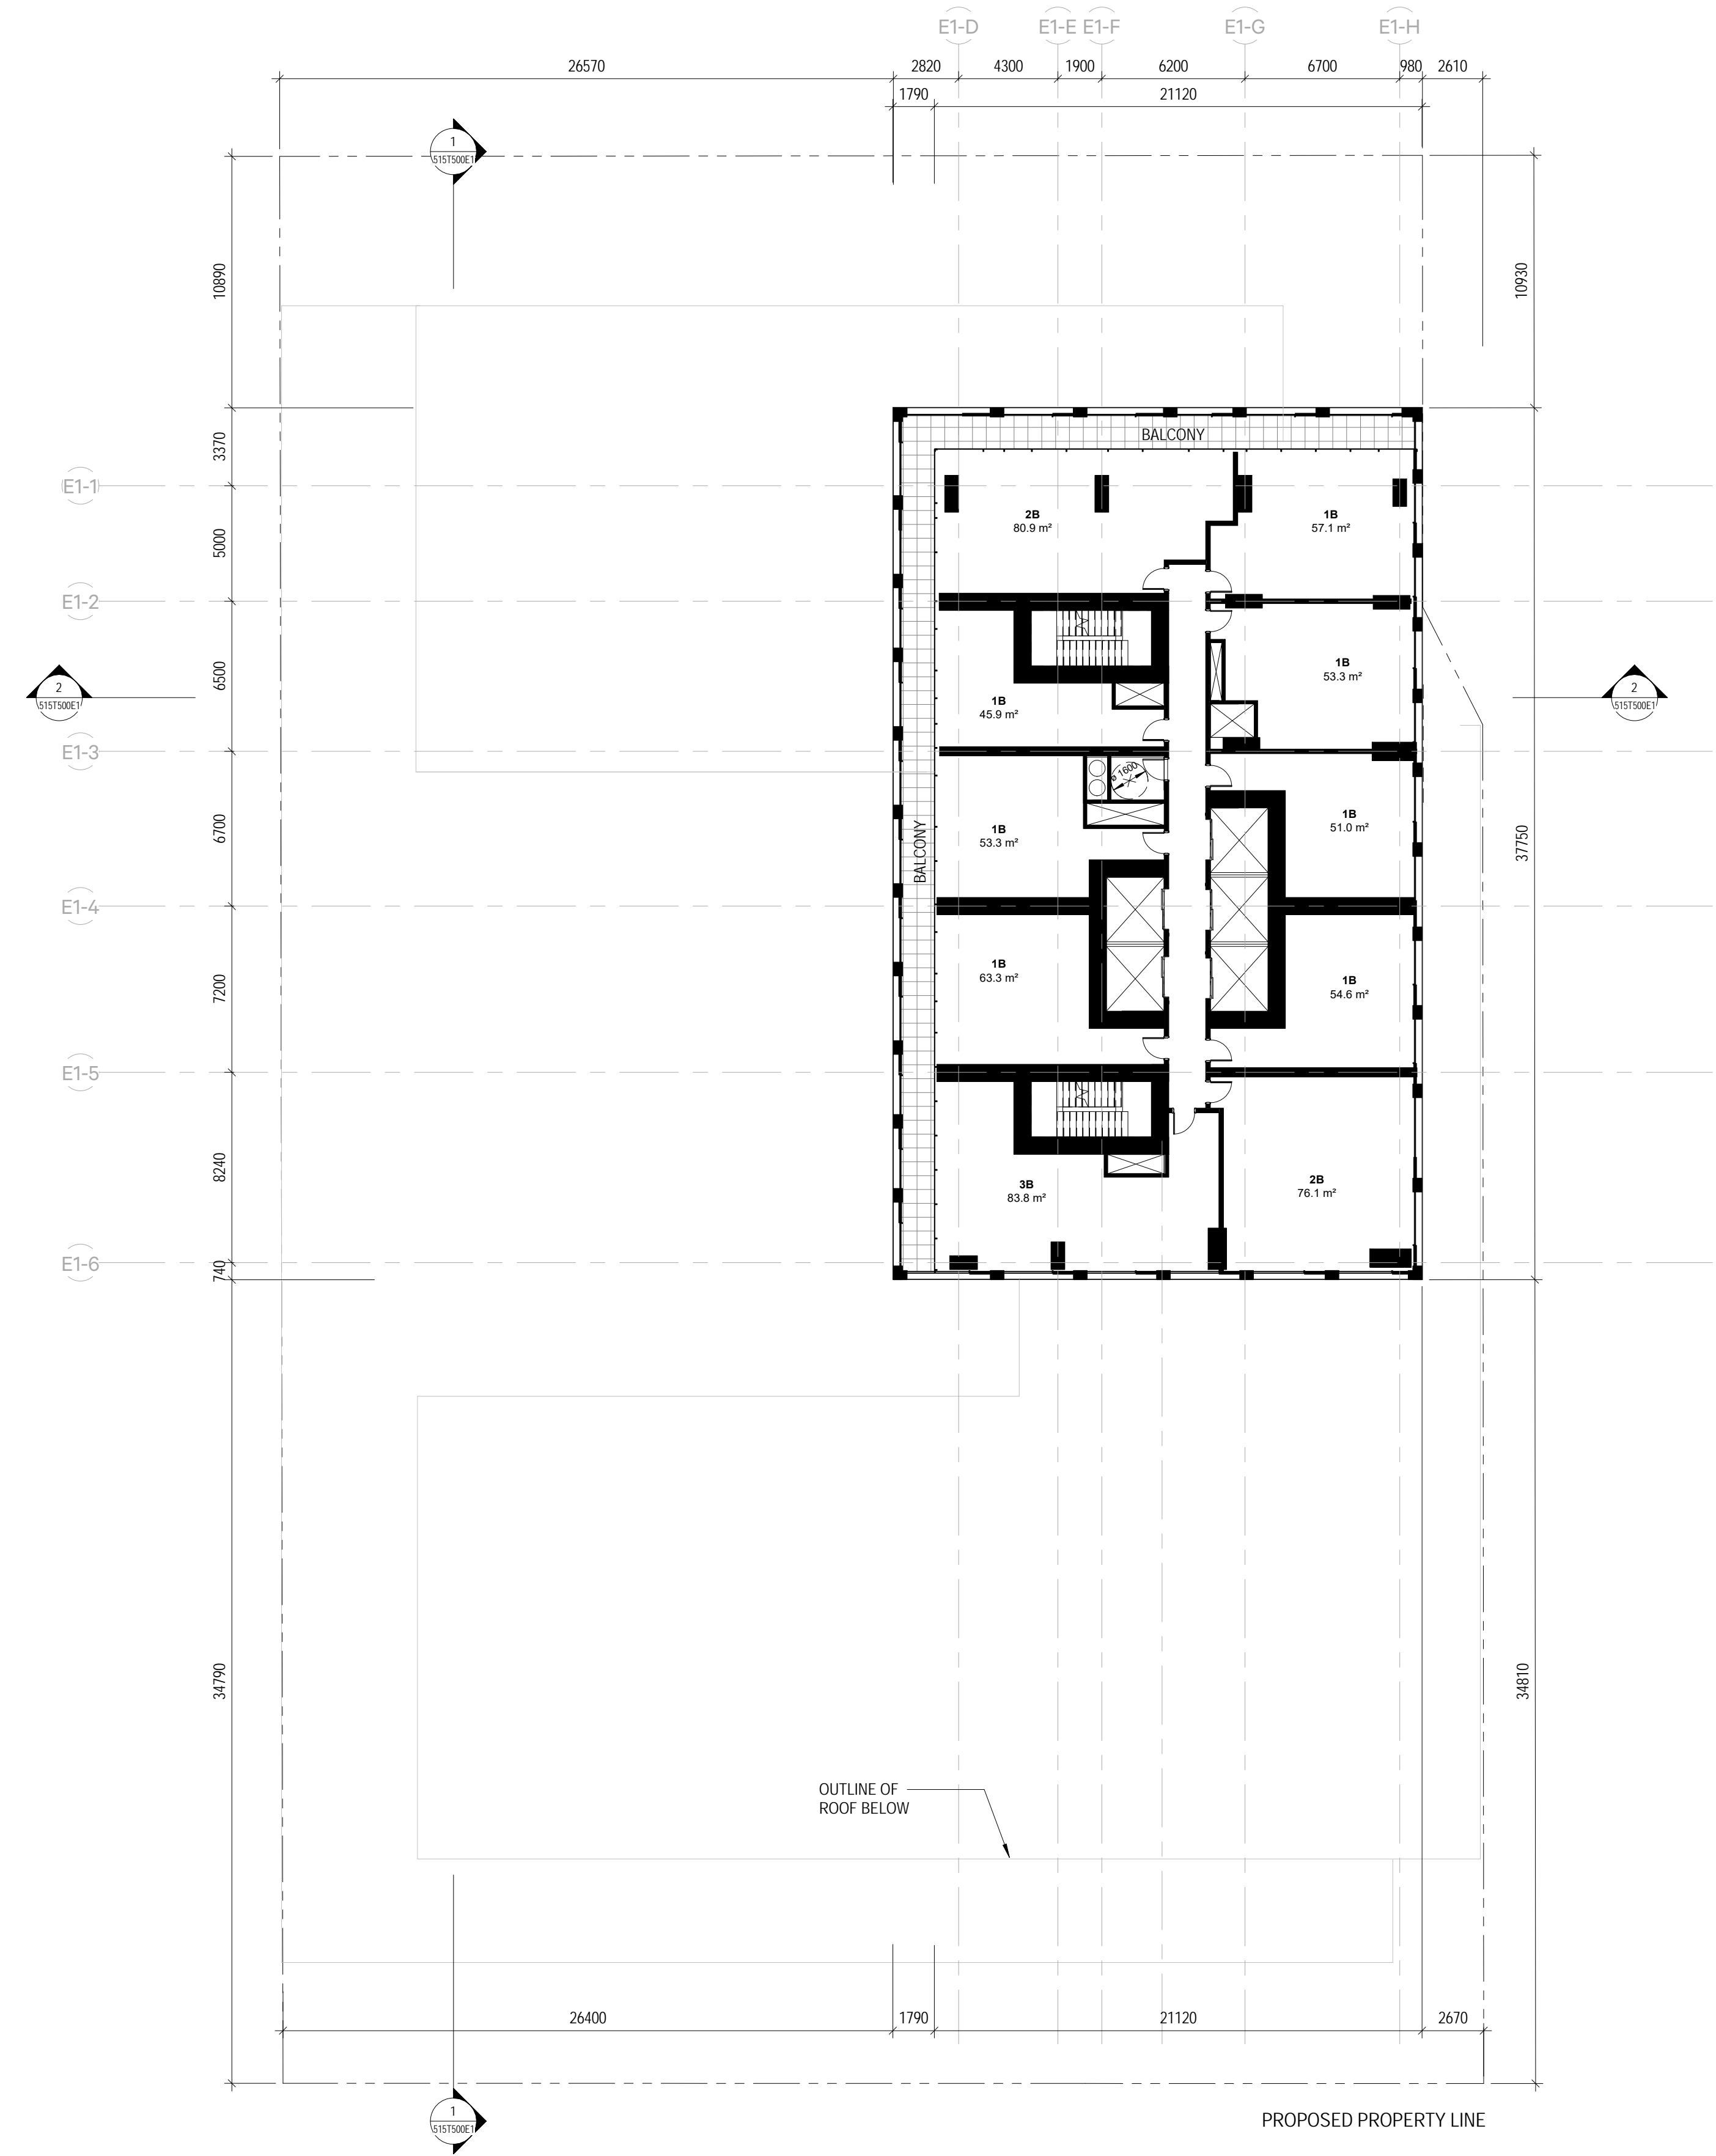 E1-D E1-E E1-F E1-G E1-H
26570 2820 4300 1900 6200 6700 980 2610
1790 21120
1
515T500E1
10890
10930
3370
BALCONY
E1-1
2B
80.9 m²
1B
57.1 m²
5000
E1-2
6500
1B
53.3 m²
2
515T500E1
2
515T500E1
1B
45.9 m²
E1-3
ø 1600
6700
1B
53.3 m²
1B
51.0 m²
BALCONY
37750
E1-4
7200
1B
63.3 m²
1B
54.6 m²
E1-5
8240
3B
83.8 m²
2B
76.1 m²
E1-6
740
34790
34810
OUTLINE OF
ROOF BELOW
26400 1790 21120 2670
1
515T500E1
PROPOSED PROPERTY LINE